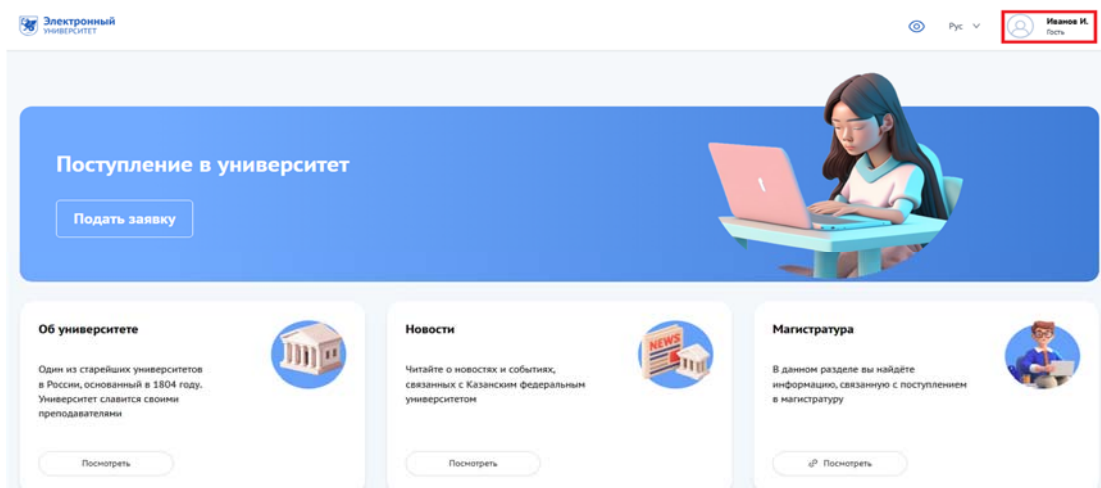 Электронный
УНИВЕРСИТЕТ
Рус
Иванов И.
Гость
Поступление в университет
Подать заявку
Об университете
Один из старейших университетов
в России, основанный в 1804 году.
Университет славится своими
преподавателями
Посмотреть
Новости
NEWS
Читайте о новостях и событиях,
связанных с Казанским федеральным
университетом
Посмотреть
Магистратура
В данном разделе вы найдёте
информацию, связанную с поступлением
в магистратуру
Посмотреть